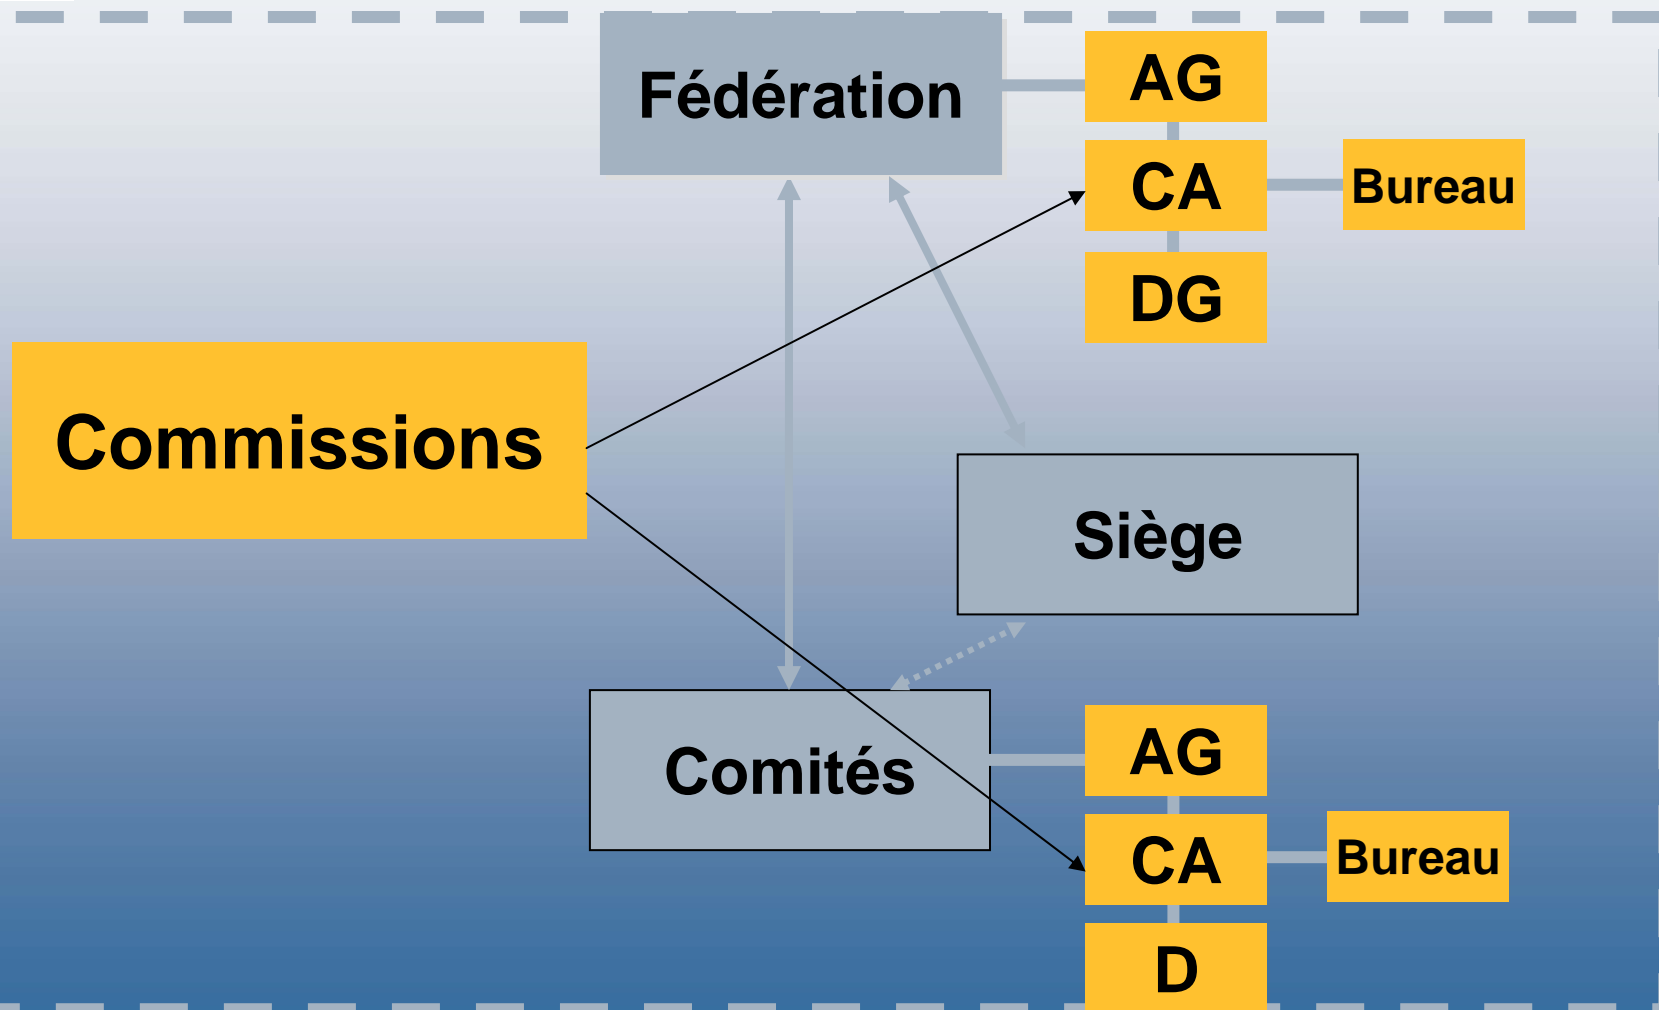 Fédération
AG
CA
Bureau
DG
Commissions
Siège
Comités
AG
CA
Bureau
D